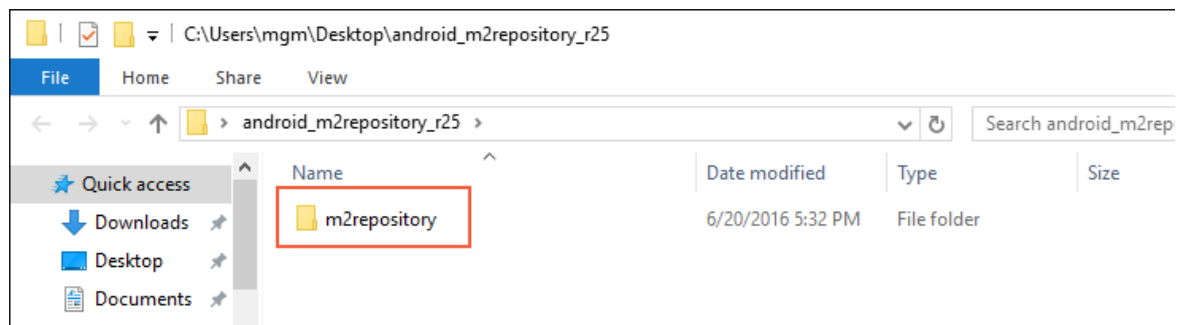 C:\Users\mgm\Desktop\android_m2repository_r25
File Home Share View
android_m2repository_r25 Search android_m2rep
Quick access Name Date modified Type Size
Downloads m2repository 6/20/2016 5:32 PM File folder
Desktop
Documents